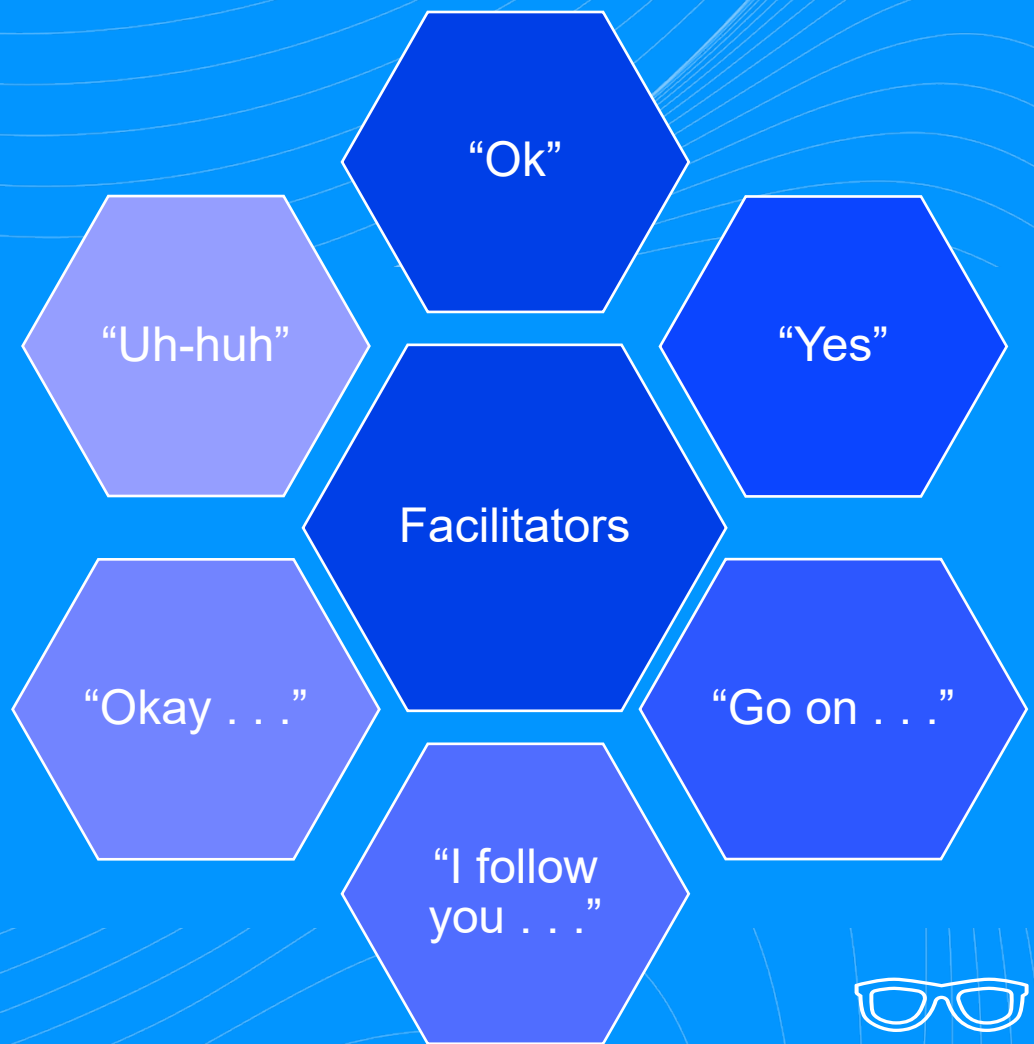 “Ok”
“Uh-huh”
“Yes”
Facilitators
“Okay . . .”
“Go on . . .”
“I follow
you . . .”